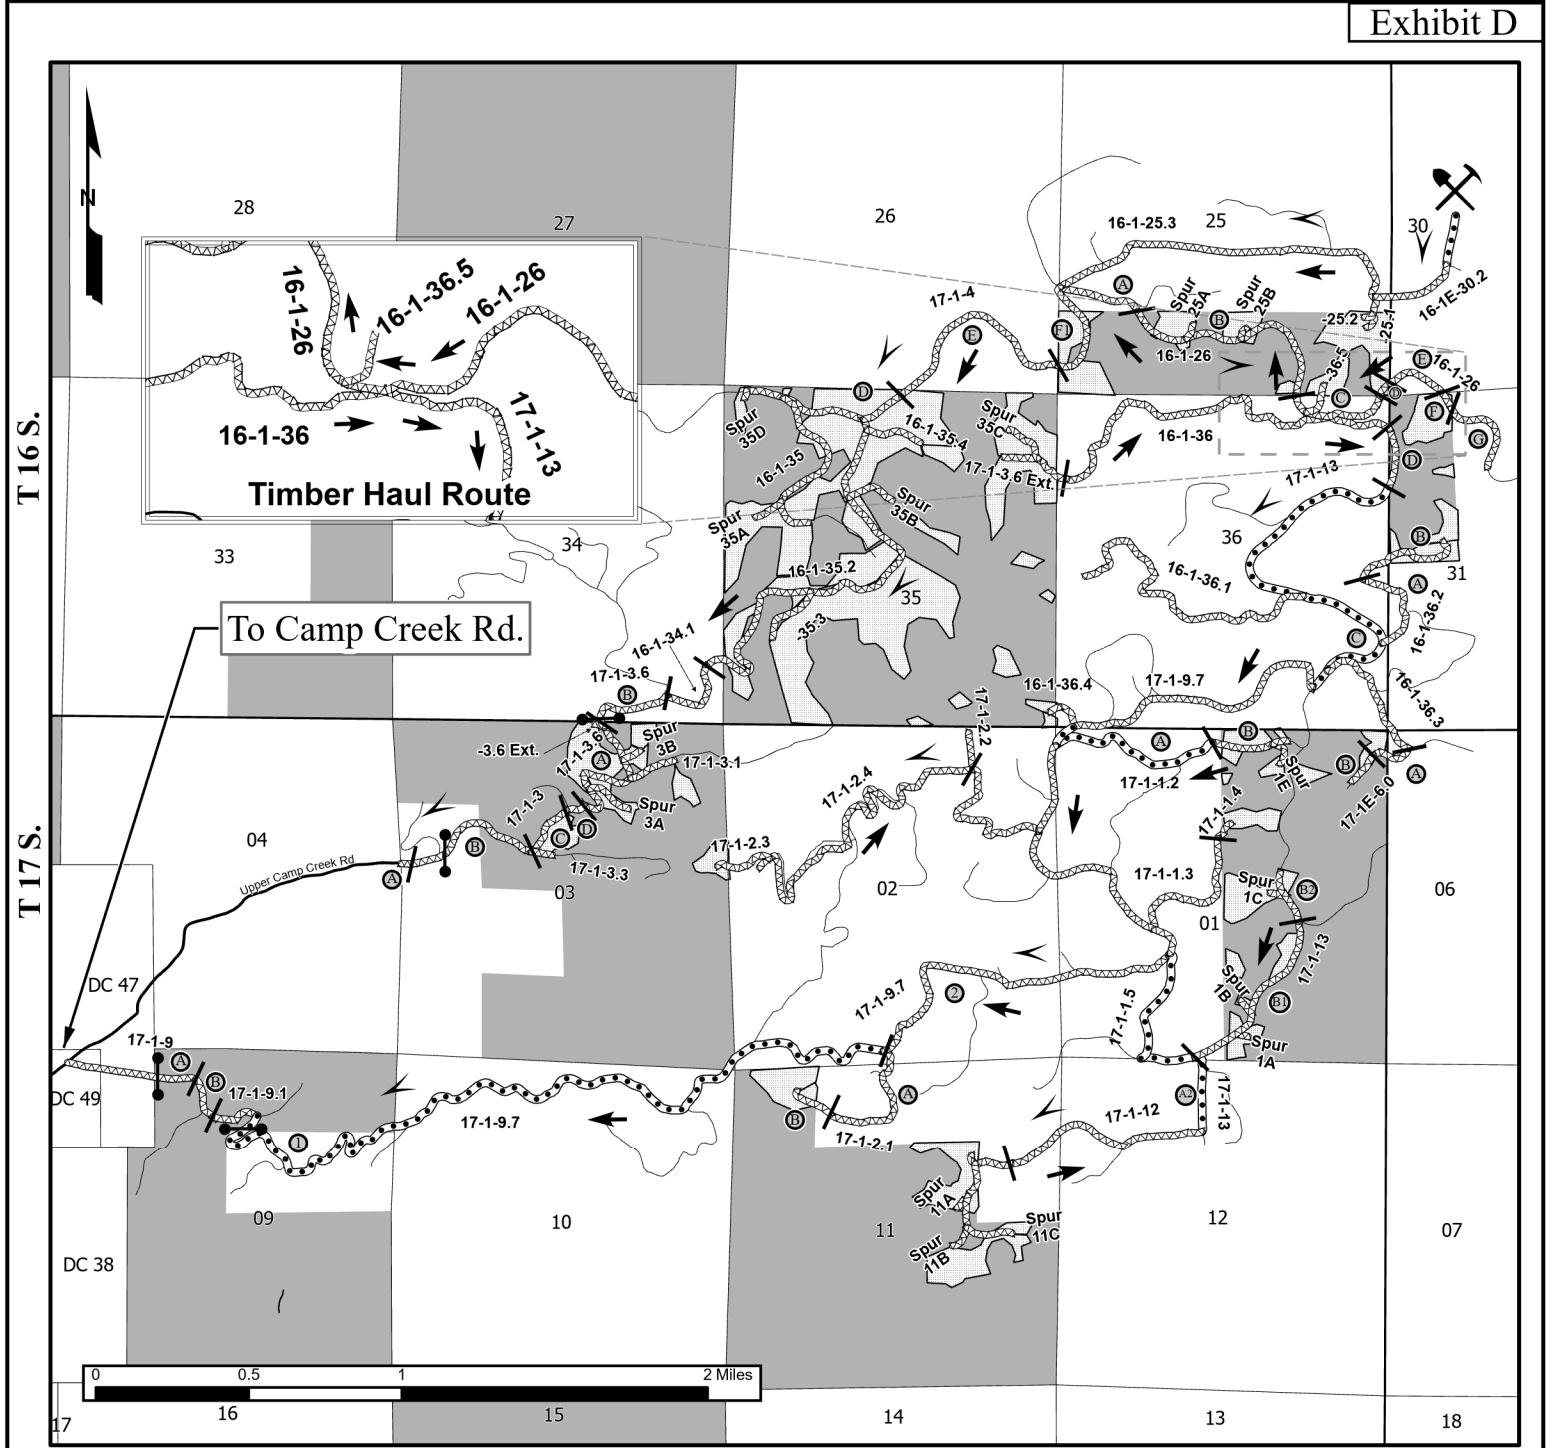 Exhibit D
N
28
27
26
25
30
16-1-25.3
16-1E-30.2
17-1-4
A
Spur
25A
Spur
25B
B
-25.2
-25.1
E
F1
16-1-26
-36.5
E
16-1-26
C
D
F
G
D
16-1-26
16-1-36.5
16-1-26
16-1-36
17-1-13
Timber Haul Route
T 16 S.
D
Spur
35D
16-1-35.4
Spur
35C
16-1-36
17-1-3.6 Ext.
17-1-13
16-1-35
Spur
35B
Spur
35A
33
34
36
B
31
16-1-35.2
35
16-1-36.1
A
16-1-36.2
-35.3
To Camp Creek Rd.
16-1-34.1
C
17-1-3.6
B
16-1-36.4
17-1-9.7
16-1-36.3
17-1-2.2
-3.6 Ext.
17-1-3.6
A
Spur
3B
17-1-3.1
A
B
17-1-1.2
Spur
1E
B
A
17-1E-6.0
17-1-3
Spur
3A
17-1-2.4
17-1-1.4
C
D
04
B
17-1-3.3
17-1-2.3
Upper Camp Creek Rd
A
03
02
17-1-1.3
Spur
1C
B2
06
T 17 S.
01
17-1-13
DC 47
17-1-9.7
2
17-1-1.5
Spur
1B
B1
17-1-9
A
Spur
1A
B
DC 49
17-1-9.1
17-1-9.7
A
A2
17-1-13
B
17-1-12
1
17-1-2.1
Spur
11A
09
10
11
12
07
Spur
11C
Spur
11B
DC 38
0
0.5
1
2 Miles
17
16
15
14
13
18